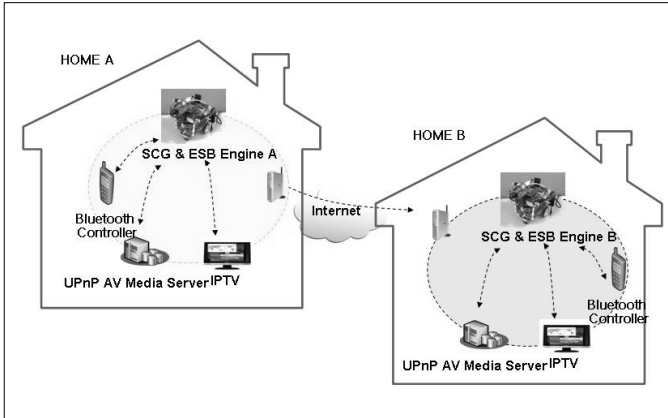 HOME A
SCG & ESB Engine A
Bluetooth
Controller
UPnP AV Media Server
IPTV
Internet
HOME B
SCG & ESB Engine B
Bluetooth
Controller
UPnP AV Media Server
IPTV